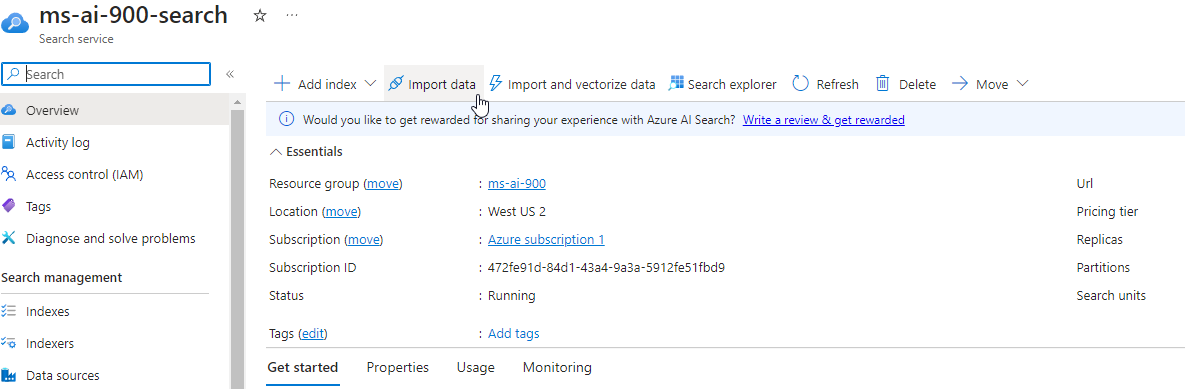 ms-ai-900-search
Search service
Search
Add index
Import data
Import and vectorize data
Search explorer
Refresh
Delete
Move
Overview
Activity log
Access control (IAM)
Tags
Diagnose and solve problems
Search management
Indexes
Indexers
Data sources
Would you like to get rewarded for sharing your experience with Azure AI Search? Write a review & get rewarded
Essentials
Resource group (move) : ms-ai-900
Url
Location (move) : West US 2
Pricing tier
Subscription (move) : Azure subscription 1
Replicas
Subscription ID : 472fe91d-84d1-43a4-9a3a-5912fe51fbd9
Partitions
Status : Running
Search units
Tags (edit) : Add tags
Get started
Properties
Usage
Monitoring